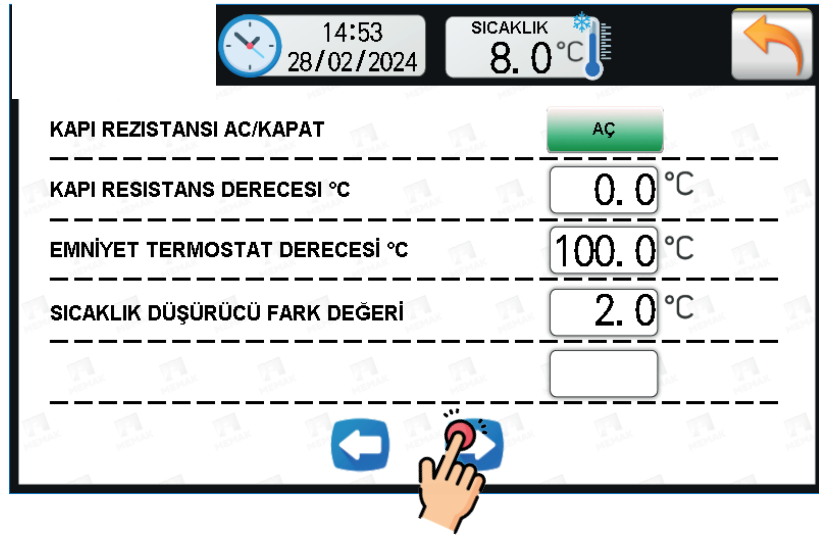 14:53
28/02/2024
SICAKLIK
8.0 °C
KAPI REZISTANSI AC/KAPAT
AÇ
KAPI RESISTANS DERECESI °C
0.0 °C
EMNİYET TERMOSTAT DERECESİ °C
100.0 °C
SICAKLIK DÜŞÜRÜCÜ FARK DEĞERİ
2.0 °C